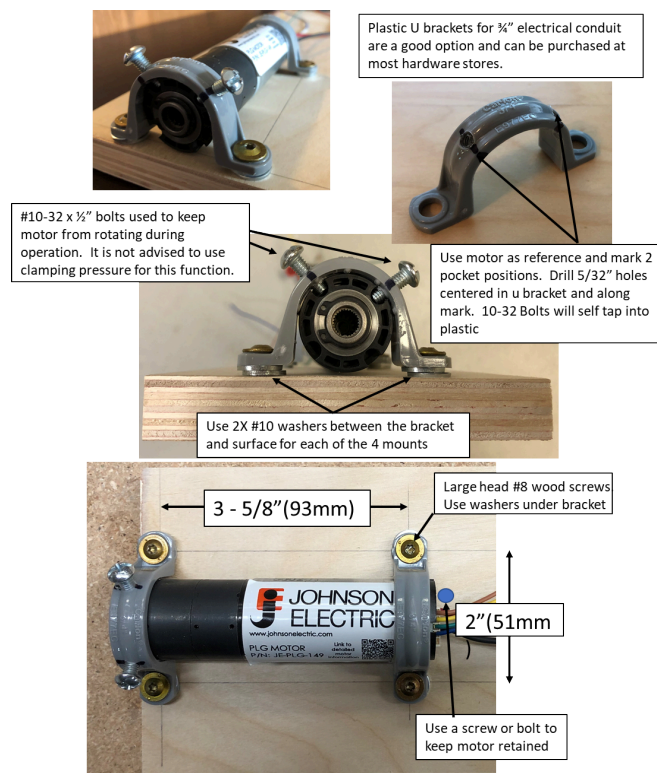 Plastic U brackets for ¾” electrical conduit
are a good option and can be purchased at
most hardware stores.
#10-32 x ½” bolts used to keep
motor from rotating during
operation. It is not advised to use
clamping pressure for this function.
Use motor as reference and mark 2
pocket positions. Drill 5/32” holes
centered in u bracket and along
mark. 10-32 Bolts will self tap into
plastic
Use 2X #10 washers between the bracket
and surface for each of the 4 mounts
Large head #8 wood screws
Use washers under bracket
3 - 5/8”(93mm)
JOHNSON
ELECTRIC
www.johnsonelectric.com
PLG MOTOR
P/N: JE-PLG-149
Link to
detailed
2”(51mm
Use a screw or bolt to
keep motor retained